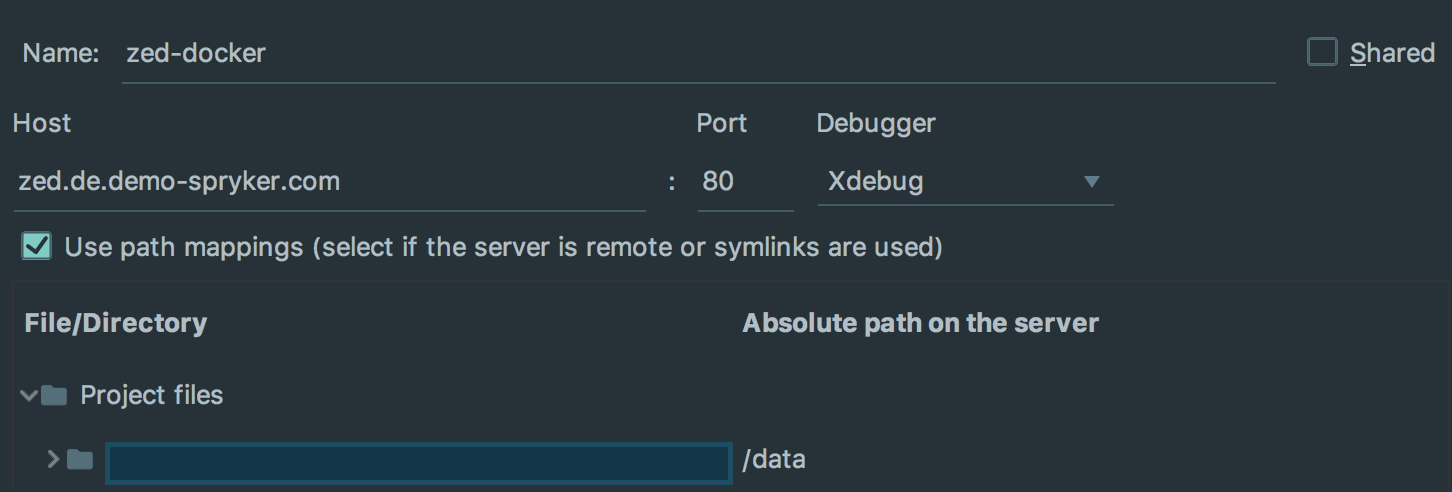 Name: zed-docker Shared
Host Port Debugger
zed.de.demo-spryker.com : 80 Xdebug
Use path mappings (select if the server is remote or symlinks are used)
File/Directory Absolute path on the server
Project files
/data